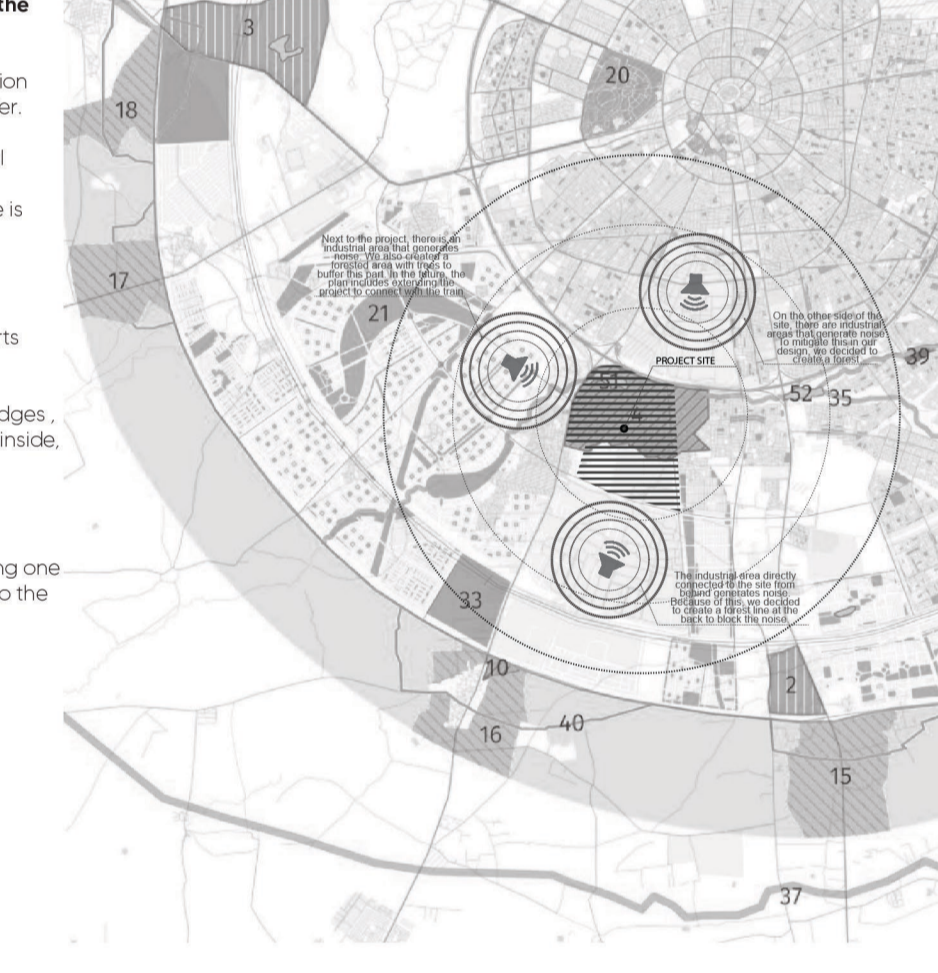 the
ion
er.
l
e is
rts
dges ,
inside,
ng one
o the
3
20
18
17
Next to the project, there is an
industrial area that generates
noise. We also created a
forested area with trees to
buffer this part. In the future, the
plan includes extending the
project to connect with the train
21
On the other side of the
site, there are industrial
areas that generate noise
To mitigate this in our
design, we decided to
create a forest
39
PROJECT SITE
52
35
4
The industrial area directly
connected to the site from
behind generates noise.
Because of this, we decided
to create a forest line at the
back to block the noise
33
10
2
16
40
15
37